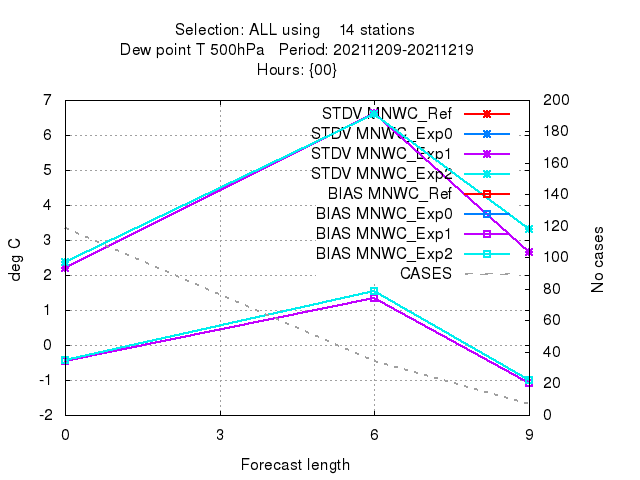 Selection: ALL using    14 stations
Dew point T 500hPa   Period: 20211209-20211219
Hours: {00}
STDV MNWC_Ref
STDV MNWC_Exp0
STDV MNWC_Exp1
STDV MNWC_Exp2
BIAS MNWC_Ref
BIAS MNWC_Exp0
BIAS MNWC_Exp1
BIAS MNWC_Exp2
CASES
deg C
7
6
5
4
3
2
1
0
-1
-2
No cases
200
180
160
140
120
100
80
60
40
20
0
0 3 6 9
Forecast length